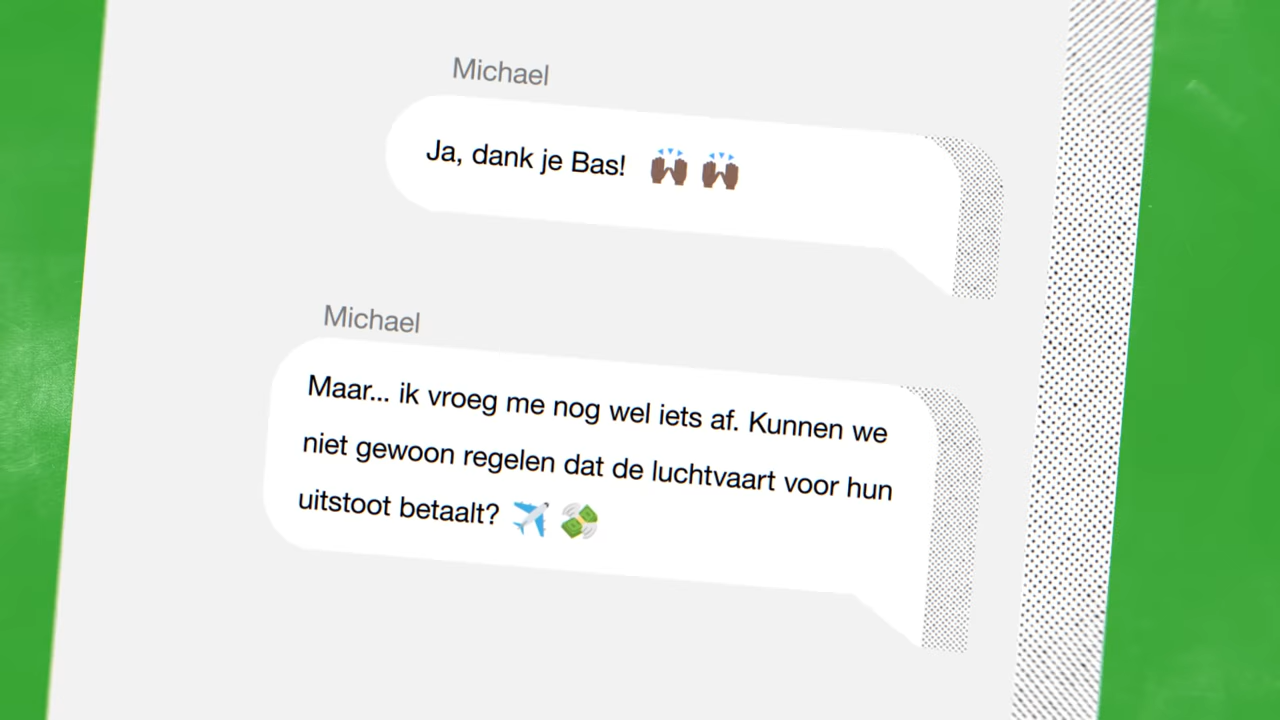 Michael
Ja, dank je Bas! 🙌🏿 🙌🏿
Michael
Maar... ik vroeg me nog wel iets af. Kunnen we
niet gewoon regelen dat de luchtvaart voor hun
uitstoot betaalt? ✈️ 💸